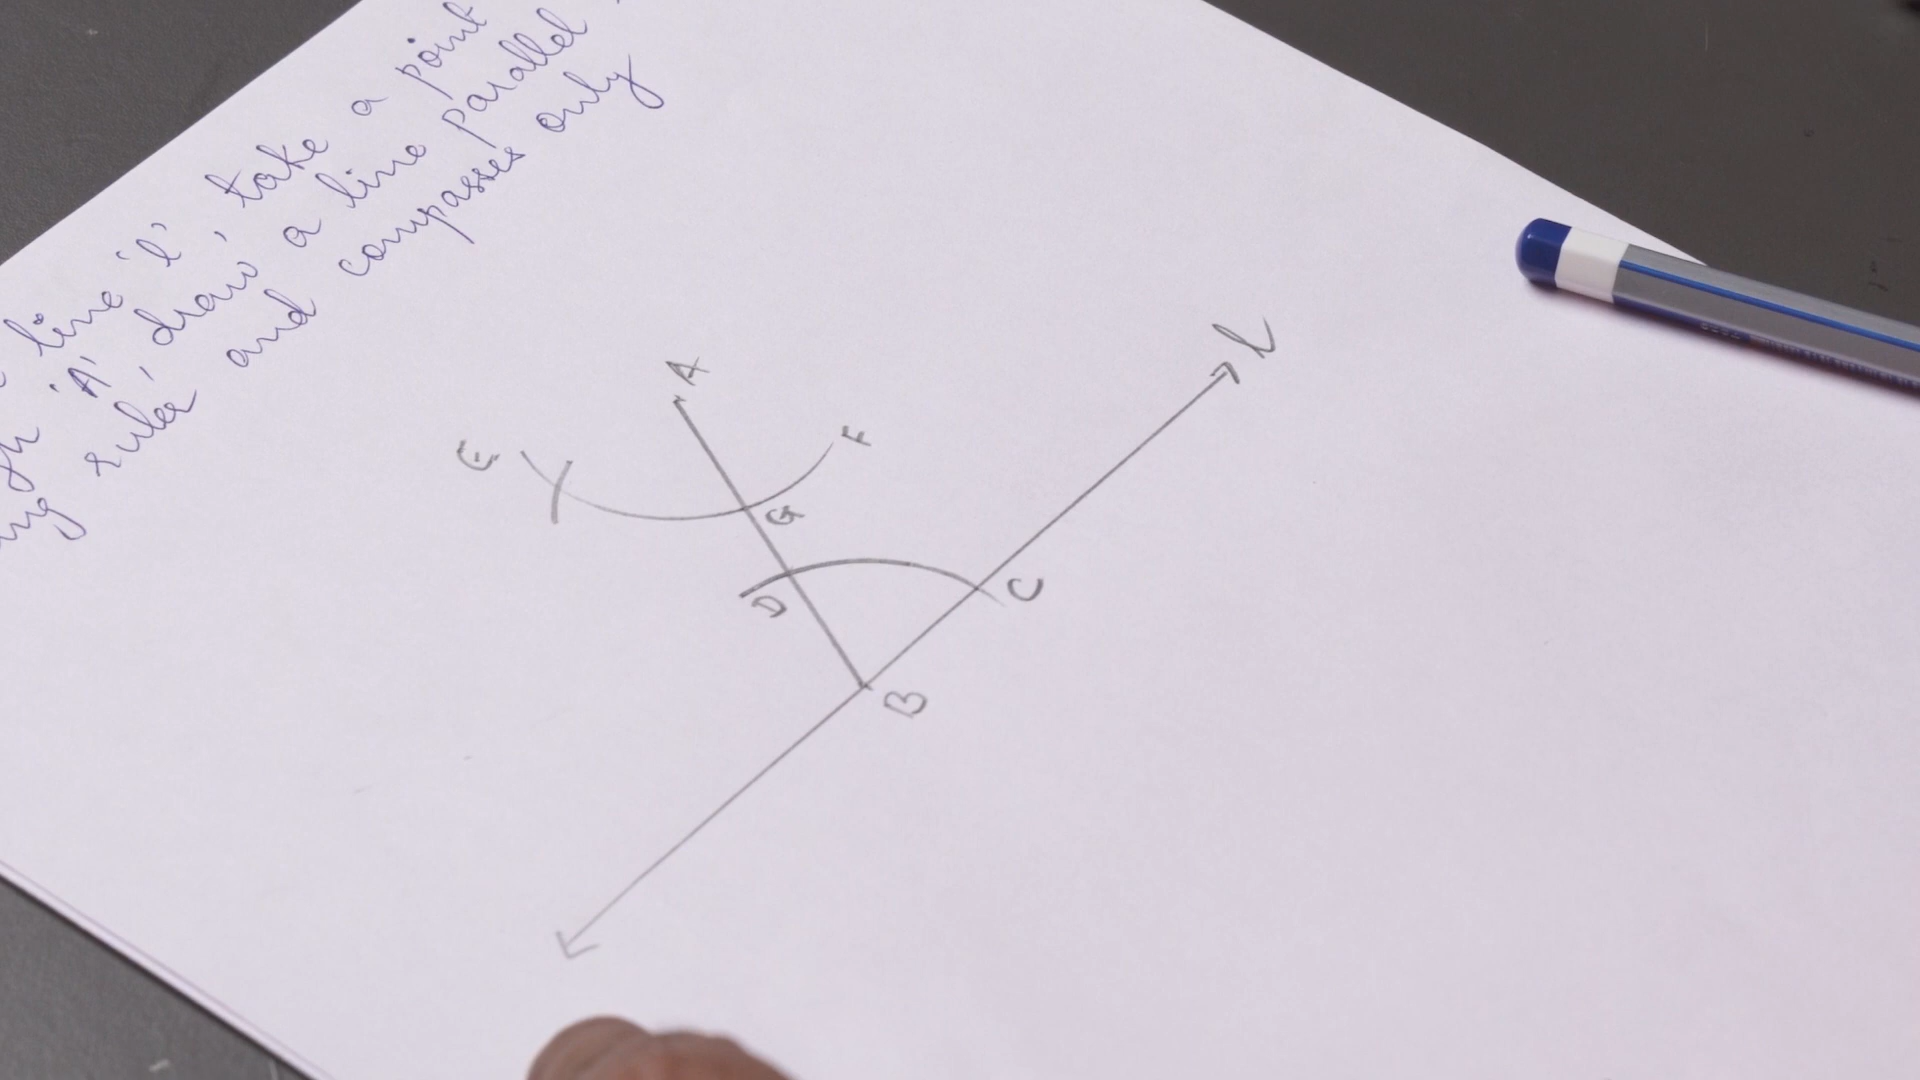 line 'l', take a point
'A', draw a line parallel
ruler and compasses only
A
E
F
G
D
C
B
l